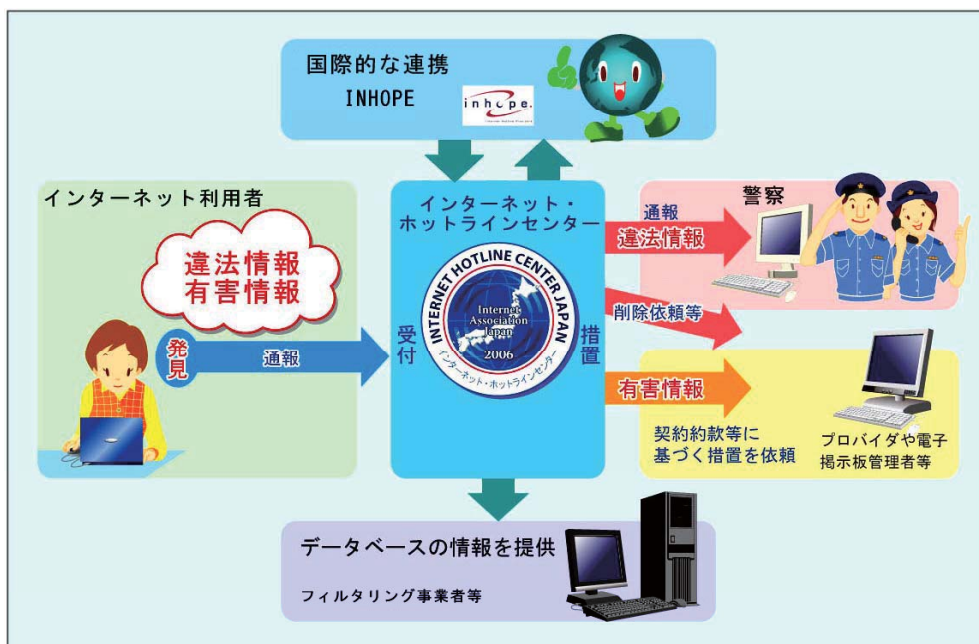 国際的な連携
INHOPE
inhope.
インターネット利用者
違法情報
有害情報
発見
通報
インターネット・
ホットラインセンター
受付
INTERNET HOTLINE CENTER JAPAN
Internet
Association
Japan
2006
インターネット・ホットラインセンター
措置
警察
通報
違法情報
削除依頼等
有害情報
契約約款等に
基づく措置を依頼
プロバイダや電子
掲示板管理者等
データベースの情報を提供
フィルタリング事業者等